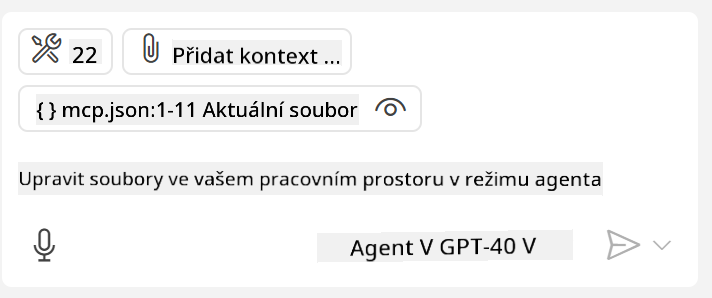 22
Přidat kontext ...
{ } mcp.json:1-11 Aktuální soubor
Upravit soubory ve vašem pracovním prostoru v režimu agenta
Agent V GPT-40 V